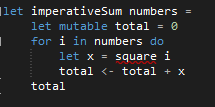 let imperativeSum numbers =
    let mutable total = 0
    for i in numbers do
        let x = square i
        total <- total + x
    total